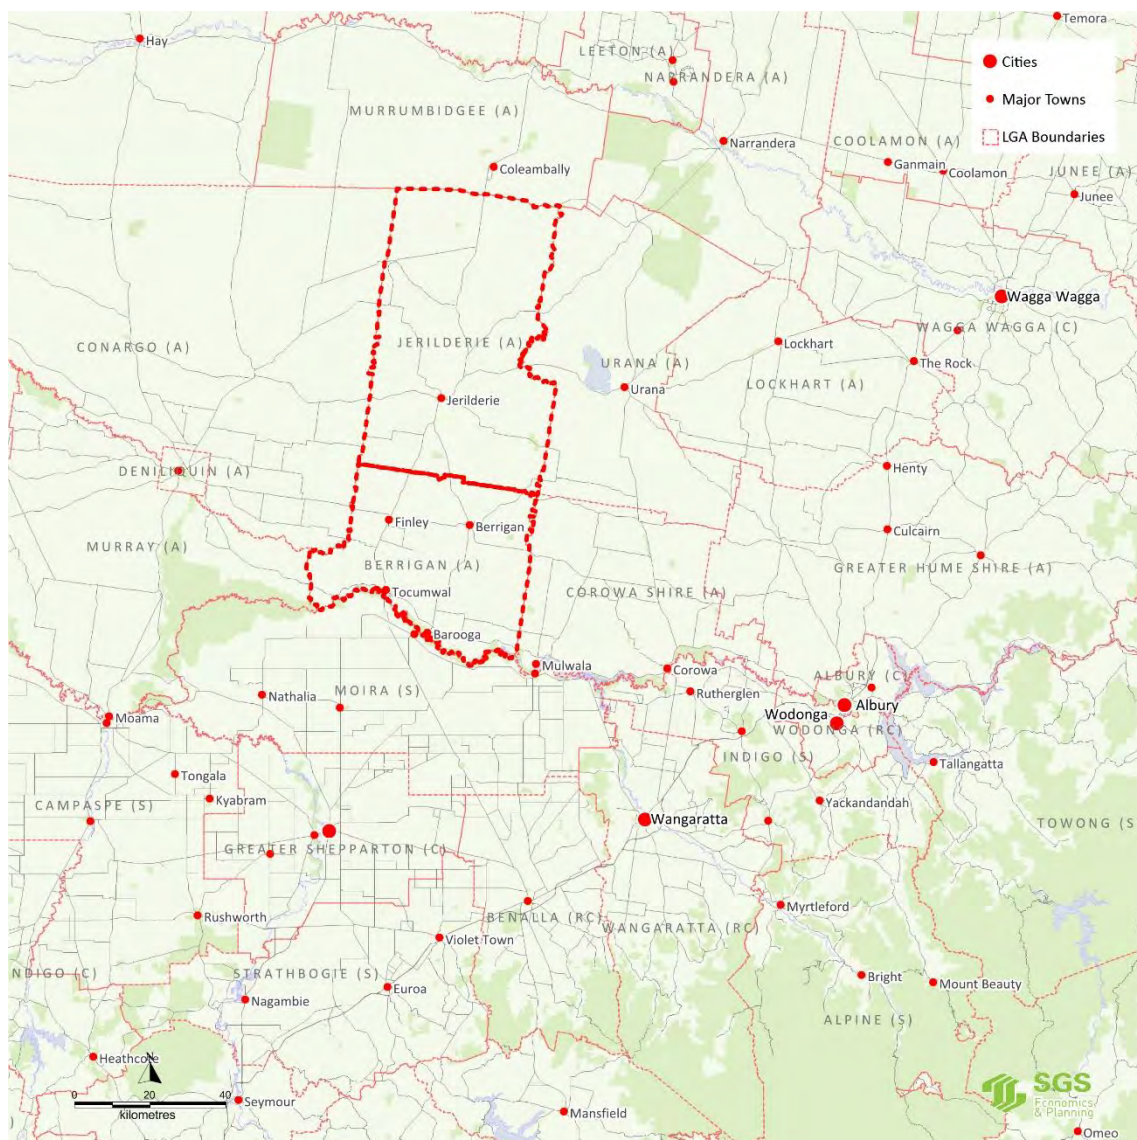 Temora
Hay
LEETON (A)
Cities
NARRANDERA (A)
Major Towns
MURRUMBIDGEE (A)
LGA Boundaries
COOLAMON (A)
Narrandera
Ganmain
Coolamon
JUNEE (A)
Coleambally
Junee
Wagga Wagga
WAGGA WAGGA (C)
JERILDERIE (A)
Lockhart
CONARGO (A)
URANA (A)
The Rock
Urana
LOCKHART (A)
Jerilderie
Henty
DENILIQUIN (A)
Finley
Berrigan
Culcairn
MURRAY (A)
BERRIGAN (A)
GREATER HUME SHIRE (A)
Tocumwal
COROWA SHIRE (A)
Barooga
Mulwala
Corowa
ALBURY (C)
Nathalia
MOIRA (S)
Rutherglen
Albury
Moama
Wodonga
WODONGA (RC)
INDIGO (S)
Tallangatta
Tongala
Kyabram
Yackandandah
CAMPASPE (S)
Wangaratta
TOWONG (S
GREATER SHEPPARTON (C)
Myrtleford
Rushworth
BENALLA (RC)
WANGARATTA (RC)
Violet Town
NDIGO (C)
STRATHBOGIE (S)
Bright
Mount Beauty
Euroa
Nagambie
ALPINE (S)
Heathcote
N
0 20 40
kilometres
SGS
Economics
& Planning
Seymour
Mansfield
Omeo